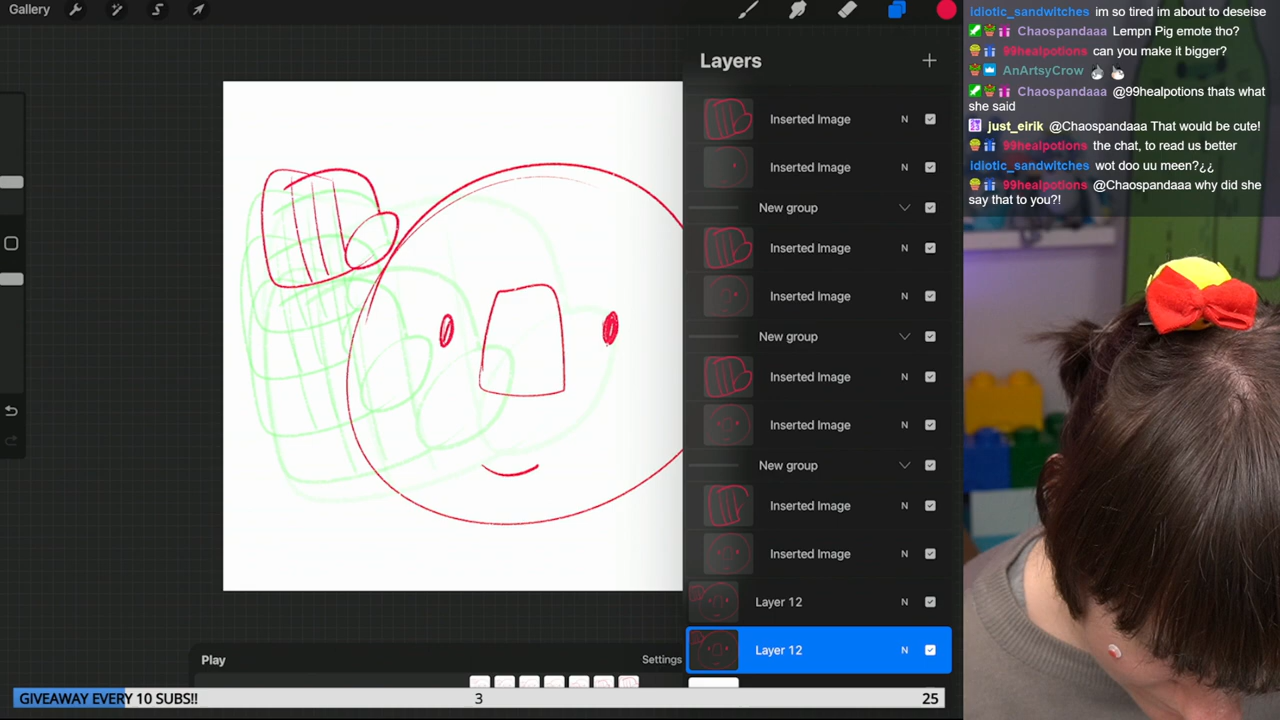 Gallery
Layers
Inserted Image N
Inserted Image N
New group
Inserted Image N
Inserted Image N
New group
Inserted Image N
Inserted Image N
New group
Inserted Image N
Inserted Image N
Layer 12 N
Layer 12 N
Play
Settings
GIVEAWAY EVERY 10 SUBS!!
3
25
idiotic_sandwitches im so tired im about to deseise
Chaospandaaa Lempn Pig emote tho?
99healpotions can you make it bigger?
AnArtsyCrow
Chaospandaaa @99healpotions thats what
she said
just_eirik @Chaospandaaa That would be cute!
99healpotions the chat, to read us better
idiotic_sandwitches wot doo uu meen?¿¿
99healpotions @Chaospandaaa why did she
say that to you?!